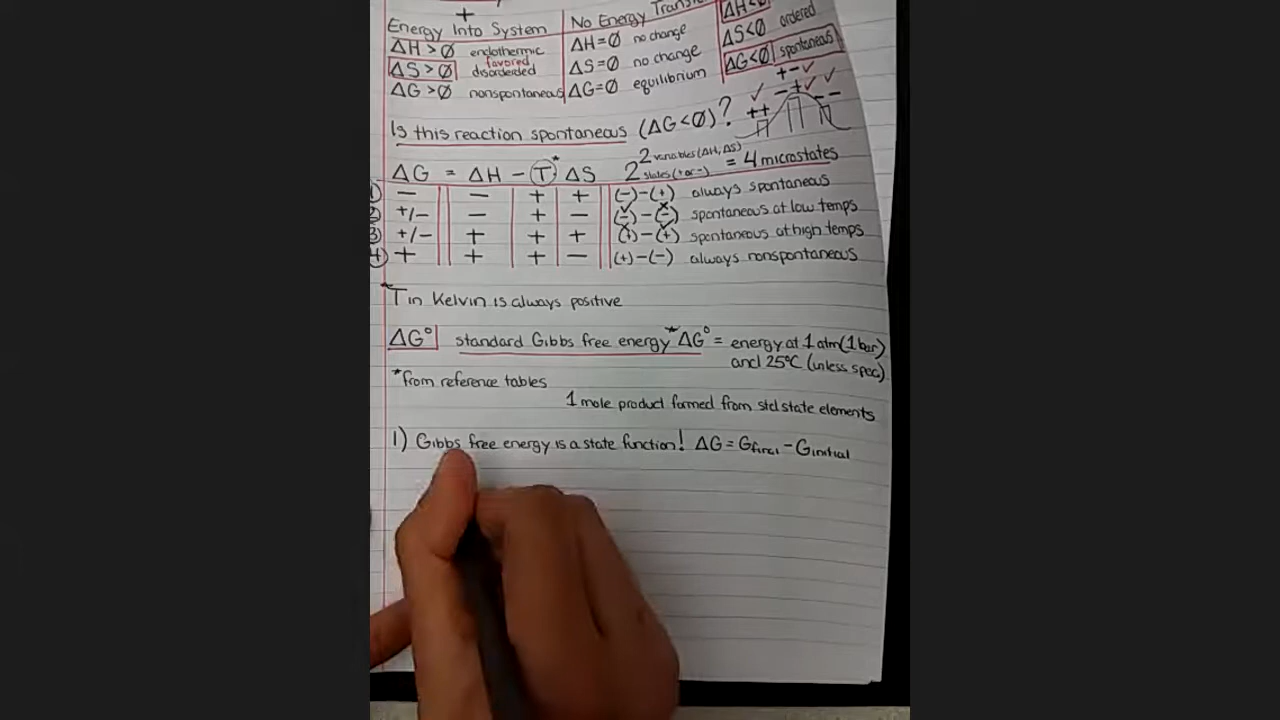 +
Energy Into System
No Energy Trans
ΔH>0 endothermic
favored
ΔS>0 disorderded
ΔG>0 nonspontaneous
ΔH=0 no change
ΔS=0 no change
ΔG=0 equilibrium
ΔH<0
ΔS<0 ordered
ΔG<0 spontaneous
+ - ✓
✓ - + ✓ ✓
++ - -
Is this reaction spontaneous (ΔG<0)?
ΔG = ΔH - T* ΔS 2 2 variables (ΔH, ΔS) states (+ or -) = 4 microstates
1 - - + + (-)-(+) always spontaneous
2 +/- - + - (-)-(-) spontaneous at low temps
3 +/- + + + (+)-(+) spontaneous at high temps
4 + + + - (+)-(-) always nonspontaneous
*T in Kelvin is always positive
ΔG° standard Gibbs free energy* ΔG° = energy at 1 atm (1 bar)
and 25°C (unless spec)
*from reference tables
1 mole product formed from std state elements
1) Gibbs free energy is a state function! ΔG = Gfinal - Ginitial